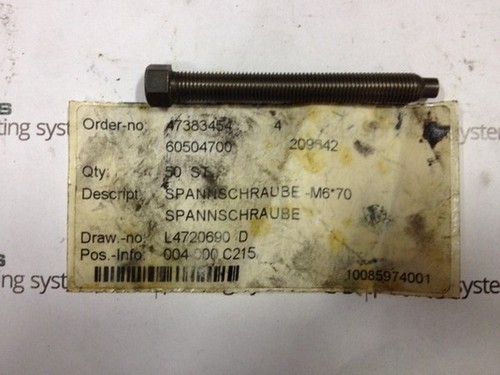 Order-no: 47383454 4
60504700 209642
Qty. 50 ST
Descript. SPANNSCHRAUBE -M6*70
SPANNSCHRAUBE
Draw.-no. L4720690 D
Pos.-Info: 004 000 C215
10085974001